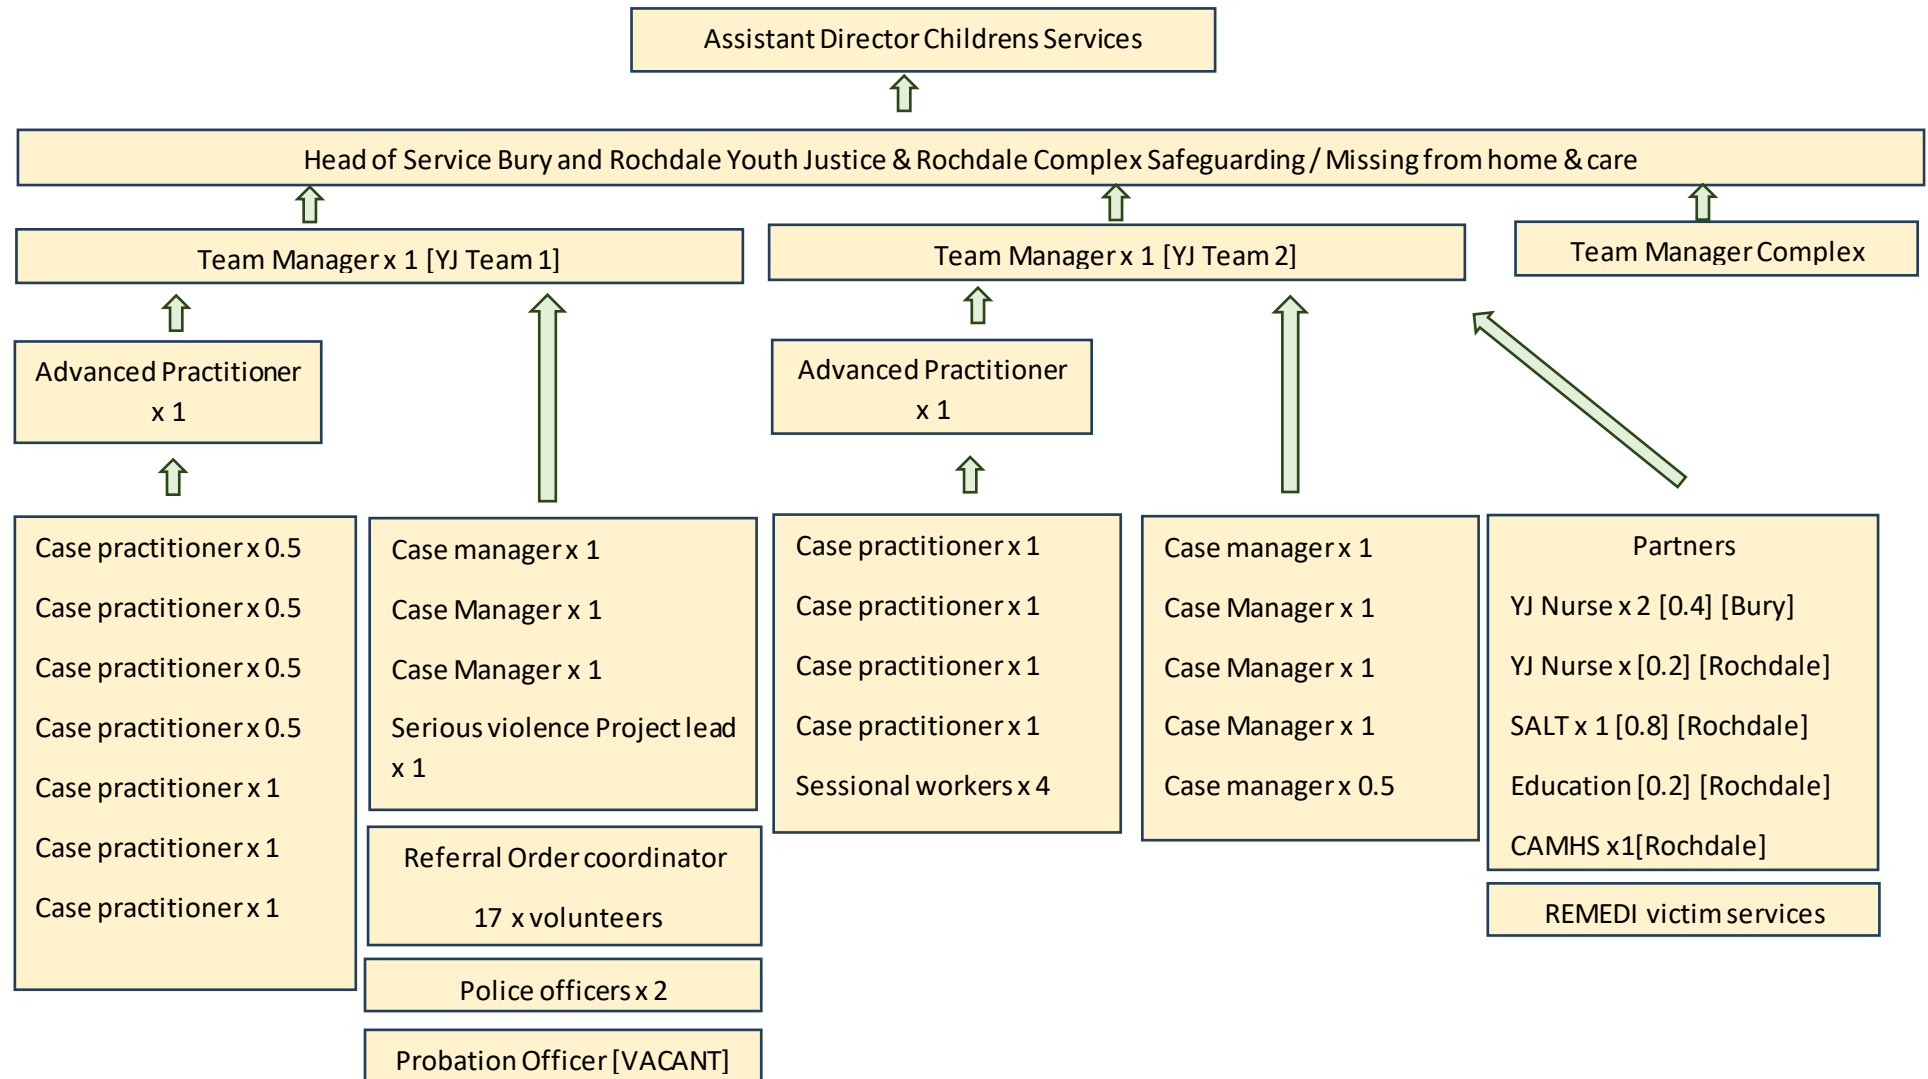 Assistant Director Childrens Services
Head of Service Bury and Rochdale Youth Justice & Rochdale Complex Safeguarding / Missing from home & care
Team Manager x 1 [YJ Team 1]
Team Manager x 1 [YJ Team 2]
Team Manager Complex
Advanced Practitioner
x 1
Advanced Practitioner
x 1
Case practitioner x 0.5
Case practitioner x 0.5
Case practitioner x 0.5
Case practitioner x 0.5
Case practitioner x 1
Case practitioner x 1
Case practitioner x 1
Case manager x 1
Case Manager x 1
Case Manager x 1
Serious violence Project lead
x 1
Referral Order coordinator
17 x volunteers
Police officers x 2
Probation Officer [VACANT]
Case practitioner x 1
Case practitioner x 1
Case practitioner x 1
Case practitioner x 1
Sessional workers x 4
Case manager x 1
Case Manager x 1
Case Manager x 1
Case Manager x 1
Case manager x 0.5
Partners
YJ Nurse x 2 [0.4] [Bury]
YJ Nurse x [0.2] [Rochdale]
SALT x 1 [0.8] [Rochdale]
Education [0.2] [Rochdale]
CAMHS x1[Rochdale]
REMEDI victim services